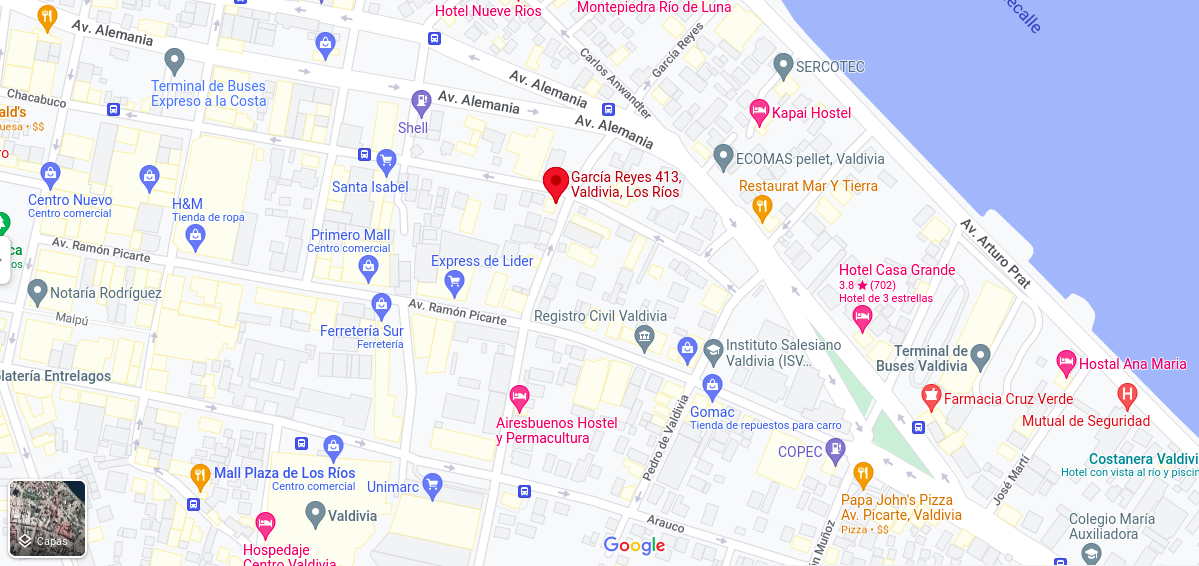 Hotel Nueve Rios
Montepiedra Río de Luna
ecalle
Av. Alemania
García Reyes
Carlos Anwandter
SERCOTEC
Terminal de Buses
Expreso a la Costa
Av. Alemania
Av. Alemania
Av. Alemania
Chacabuco
ald's
uesa • $$
Shell
Kapai Hostel
ro
ECOMAS pellet, Valdivia
Santa Isabel
García Reyes 413,
Valdivia, Los Ríos
Restaurat Mar Y Tierra
Centro Nuevo
Centro comercial
H&M
Tienda de ropa
Primero Mall
Centro comercial
Av. Arturo Prat
Av. Ramón Picarte
ca
os
Express de Lider
Hotel Casa Grande
3.8 ★ (702)
Hotel de 3 estrellas
Notaría Rodríguez
Maipú
Av. Ramón Picarte
Registro Civil Valdivia
Ferretería Sur
Ferretería
Instituto Salesiano
Valdivia (ISV...
Terminal de
Buses Valdivia
Hostal Ana Maria
latería Entrelagos
Farmacia Cruz Verde
Mutual de Seguridad
Gomac
Tienda de repuestos para carro
Airesbuenos Hostel
y Permacultura
Pedro de Valdivia
COPEC
Costanera Valdivi
Hotel con vista al río y piscin
Mall Plaza de Los Ríos
Centro comercial
Unimarc
José Martí
Papa John's Pizza
Av. Picarte, Valdivia
Pizza • $$
Valdivia
Arauco
ón Muñoz
Colegio María
Auxiliadora
Capas
Google
Hospedaje
Centro Valdivia